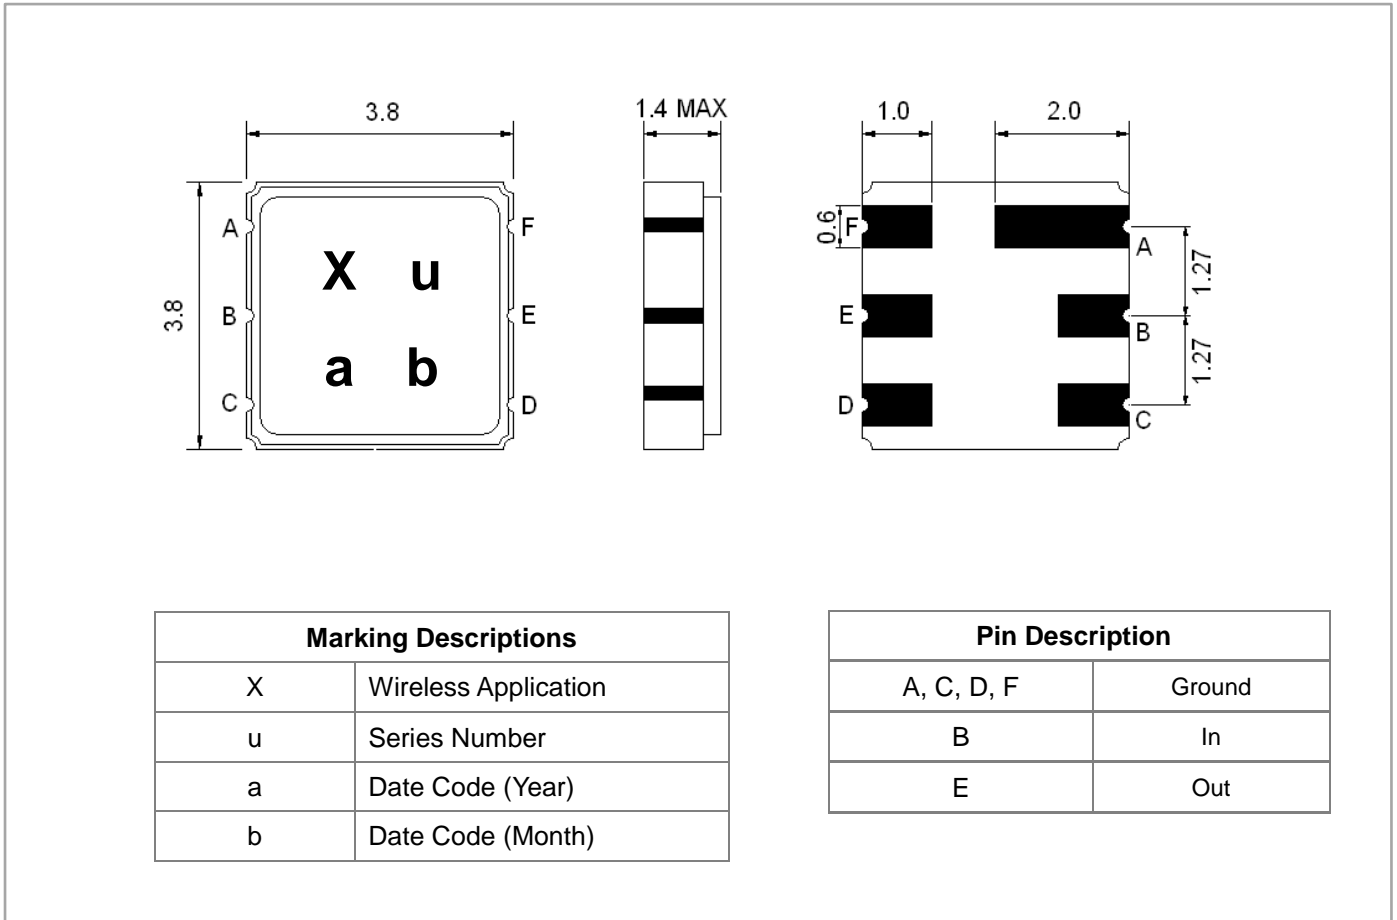 3.8
1.4 MAX
1.0
2.0
3.8
A
B
C
F
E
D
X u
a b
0.6
F
E
D
A
B
C
1.27
1.27
Marking Descriptions
X Wireless Application
u Series Number
a Date Code (Year)
b Date Code (Month)
Pin Description
A, C, D, F Ground
B In
E Out